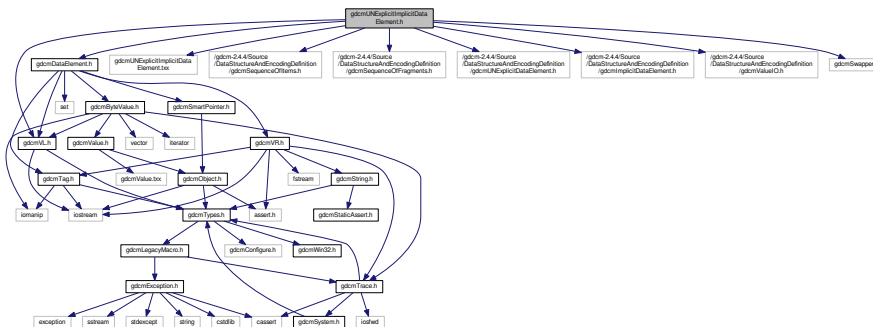 gdcmUNExplicitImplicitData
Element.h
gdcmDataElement.h
gdcmUNExplicitImplicitData
Element.txx
/gdcm-2.4.4/Source
/DataStructureAndEncodingDefinition
/gdcmSequenceOfItems.h
/gdcm-2.4.4/Source
/DataStructureAndEncodingDefinition
/gdcmSequenceOfFragments.h
/gdcm-2.4.4/Source
/DataStructureAndEncodingDefinition
/gdcmUNExplicitDataElement.h
/gdcm-2.4.4/Source
/DataStructureAndEncodingDefinition
/gdcmImplicitDataElement.h
/gdcm-2.4.4/Source
/DataStructureAndEncodingDefinition
/gdcmValueIO.h
gdcmSwapper
set
gdcmByteValue.h
gdcmSmartPointer.h
gdcmVL.h
gdcmValue.h
vector
iterator
gdcmVR.h
gdcmTag.h
gdcmValue.txx
gdcmObject.h
fstream
gdcmString.h
iomanip
iostream
gdcmTypes.h
assert.h
gdcmStaticAssert.h
gdcmLegacyMacro.h
gdcmConfigure.h
gdcmWin32.h
gdcmException.h
gdcmTrace.h
exception
sstream
stdexcept
string
cstdlib
cassert
gdcmSystem.h
iosfwd